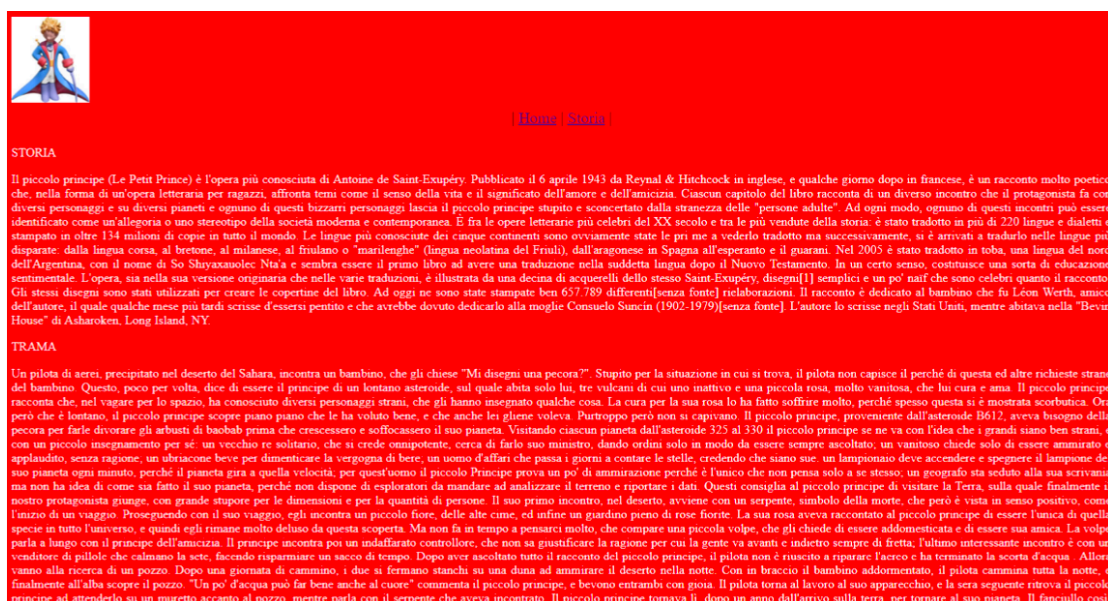 | Home | Storia |
STORIA
Il piccolo principe (Le Petit Prince) è l'opera più conosciuta di Antoine de Saint-Exupéry. Pubblicato il 6 aprile 1943 da Reynal & Hitchcock in inglese, e qualche giorno dopo in francese, è un racconto molto poetico
che, nella forma di un'opera letteraria per ragazzi, affronta temi come il senso della vita e il significato dell'amore e dell'amicizia. Ciascun capitolo del libro racconta di un diverso incontro che il protagonista fa con
diversi personaggi e su diversi pianeti e ognuno di questi bizzarri personaggi lascia il piccolo principe stupito e sconcertato dalla stranezza delle "persone adulte". Ad ogni modo, ognuno di questi incontri può essere
identificato come un'allegoria o uno stereotipo della società moderna e contemporanea. È fra le opere letterarie più celebri del XX secolo e tra le più vendute della storia: è stato tradotto in più di 220 lingue e dialetti e
stampato in oltre 134 milioni di copie in tutto il mondo. Le lingue più conosciute dei cinque continenti sono ovviamente state le pri me a vederlo tradotto ma successivamente, si è arrivati a tradurlo nelle lingue più
disparate: dalla lingua corsa, al bretone, al milanese, al friulano o "marilenghe" (lingua neolatina del Friuli), dall'aragonese in Spagna all'esperanto e il guarani. Nel 2005 è stato tradotto in toba, una lingua del nord
dell'Argentina, con il nome di So Shiyaxauolec Nta'a e sembra essere il primo libro ad avere una traduzione nella suddetta lingua dopo il Nuovo Testamento. In un certo senso, costituisce una sorta di educazione
sentimentale. L'opera, sia nella sua versione originaria che nelle varie traduzioni, è illustrata da una decina di acquerelli dello stesso Saint-Exupéry, disegni[1] semplici e un po' naïf che sono celebri quanto il racconto.
Gli stessi disegni sono stati utilizzati per creare le copertine del libro. Ad oggi ne sono state stampate ben 657.789 differenti[senza fonte] rielaborazioni. Il racconto è dedicato al bambino che fu Léon Werth, amico
dell'autore, il quale qualche mese più tardi scrisse d'essersi pentito e che avrebbe dovuto dedicarlo alla moglie Consuelo Suncin (1902-1979)[senza fonte]. L'autore lo scrisse negli Stati Uniti, mentre abitava nella "Bevin
House" di Asharoken, Long Island, NY.
TRAMA
Un pilota di aerei, precipitato nel deserto del Sahara, incontra un bambino, che gli chiese "Mi disegni una pecora?". Stupito per la situazione in cui si trova, il pilota non capisce il perché di questa ed altre richieste strane
del bambino. Questo, poco per volta, dice di essere il principe di un lontano asteroide, sul quale abita solo lui, tre vulcani di cui uno inattivo e una piccola rosa, molto vanitosa, che lui cura e ama. Il piccolo principe
racconta che, nel vagare per lo spazio, ha conosciuto diversi personaggi strani, che gli hanno insegnato qualche cosa. La cura per la sua rosa lo ha fatto soffrire molto, perché spesso questa si è mostrata scorbutica. Ora
però che è lontano, il piccolo principe scopre piano piano che le ha voluto bene, e che anche lei gliene voleva. Purtroppo però non si capivano. Il piccolo principe, proveniente dall'asteroide B612, aveva bisogno della
pecora per farle divorare gli arbusti di baobab prima che crescessero e soffocassero il suo pianeta. Visitando ciascun pianeta dall'asteroide 325 al 330 il piccolo principe se ne va con l'idea che i grandi siano ben strani, e
con un piccolo insegnamento per sé: un vecchio re solitario, che si crede onnipotente, cerca di farlo suo ministro, dando ordini solo in modo da essere sempre ascoltato; un vanitoso chiede solo di essere ammirato e
applaudito, senza ragione; un ubriacone beve per dimenticare la vergogna di bere, un uomo d'affari che passa i giorni a contare le stelle, credendo che siano sue. un lampionaio deve accendere e spegnere il lampione del
suo pianeta ogni minuto, perché il pianeta gira a quella velocità; per quest'uomo il piccolo Principe prova un po' di ammirazione perché è l'unico che non pensa solo a se stesso; un geografo sta seduto alla sua scrivania
ma non ha idea di come sia fatto il suo pianeta, perché non dispone di esploratori da mandare ad analizzare il terreno e riportare i dati. Questi consiglia al piccolo principe di visitare la Terra, sulla quale finalmente il
nostro protagonista giunge, con grande stupore per le dimensioni e per la quantità di persone. Il suo primo incontro, nel deserto, avviene con un serpente, simbolo della morte, che però è vista in senso positivo, come
l'inizio di un viaggio. Proseguendo con il suo viaggio, egli incontra un piccolo fiore, delle alte cime, ed infine un giardino pieno di rose fiorite. La sua rosa aveva raccontato al piccolo principe di essere l'unica di quella
specie in tutto l'universo, e quindi egli rimane molto deluso da questa scoperta. Ma non fa in tempo a pensarci molto, che compare una piccola volpe, che gli chiede di essere addomesticata e di essere sua amica. La volpe
parla a lungo con il principe dell'amicizia. Il principe incontra poi un indaffarato controllore, che non sa giustificare la ragione per cui la gente va avanti e indietro sempre di fretta; l'ultimo interessante incontro è con un
venditore di pillole che calmano la sete, facendo risparmiare un sacco di tempo. Dopo aver ascoltato tutto il racconto del piccolo principe, il pilota non è riuscito a riparare l'aereo e ha terminato la scorta d'acqua . Allora
vanno alla ricerca di un pozzo. Dopo una giornata di cammino, i due si fermano stanchi su una duna ad ammirare il deserto nella notte. Con in braccio il bambino addormentato, il pilota cammina tutta la notte, e
finalmente all'alba scopre il pozzo. "Un po' d'acqua può far bene anche al cuore" commenta il piccolo principe, e bevono entrambi con gioia. Il pilota torna al lavoro al suo apparecchio, e la sera seguente ritrova il piccolo
principe ad attenderlo su un muretto accanto al pozzo, mentre parla con il serpente che aveva incontrato. Il piccolo principe tornava lì, dopo un anno dall'arrivo sulla terra, per tornare al suo pianeta. Il fanciullo così